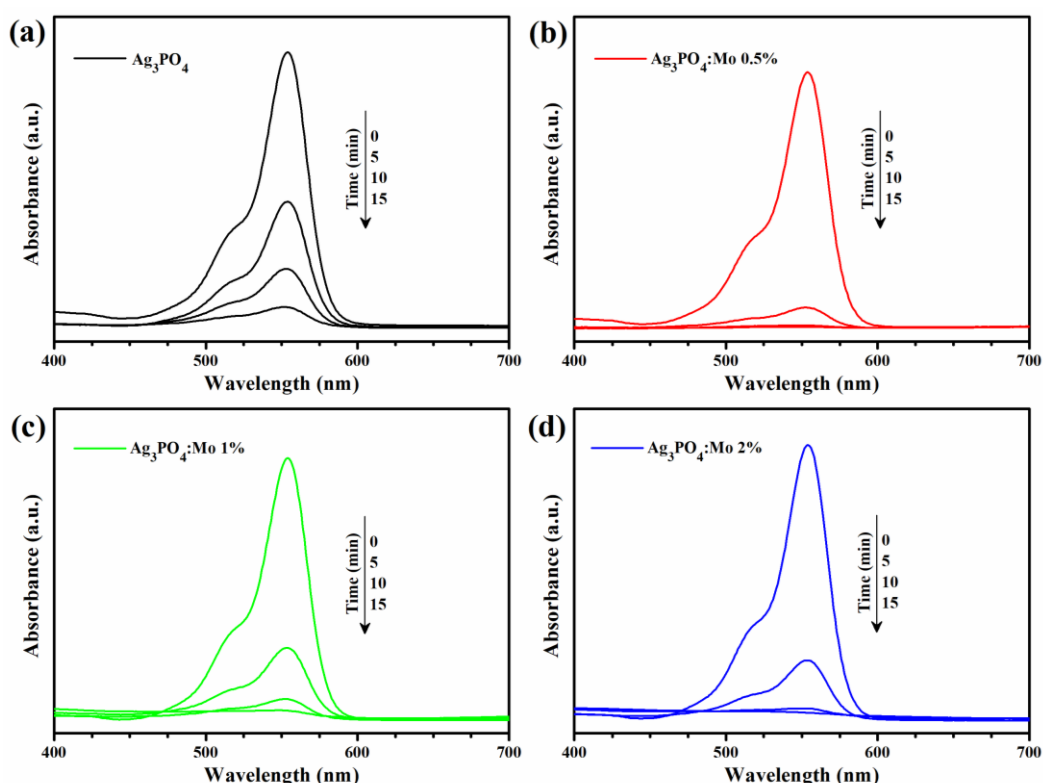 (a)
Ag3PO4
Time (min)
0
5
10
15
Absorbance (a.u.)
400 500 600 700
Wavelength (nm)
(b)
Ag3PO4:Mo 0.5%
Time (min)
0
5
10
15
Absorbance (a.u.)
400 500 600 700
Wavelength (nm)
(c)
Ag3PO4:Mo 1%
Time (min)
0
5
10
15
Absorbance (a.u.)
400 500 600 700
Wavelength (nm)
(d)
Ag3PO4:Mo 2%
Time (min)
0
5
10
15
Absorbance (a.u.)
400 500 600 700
Wavelength (nm)